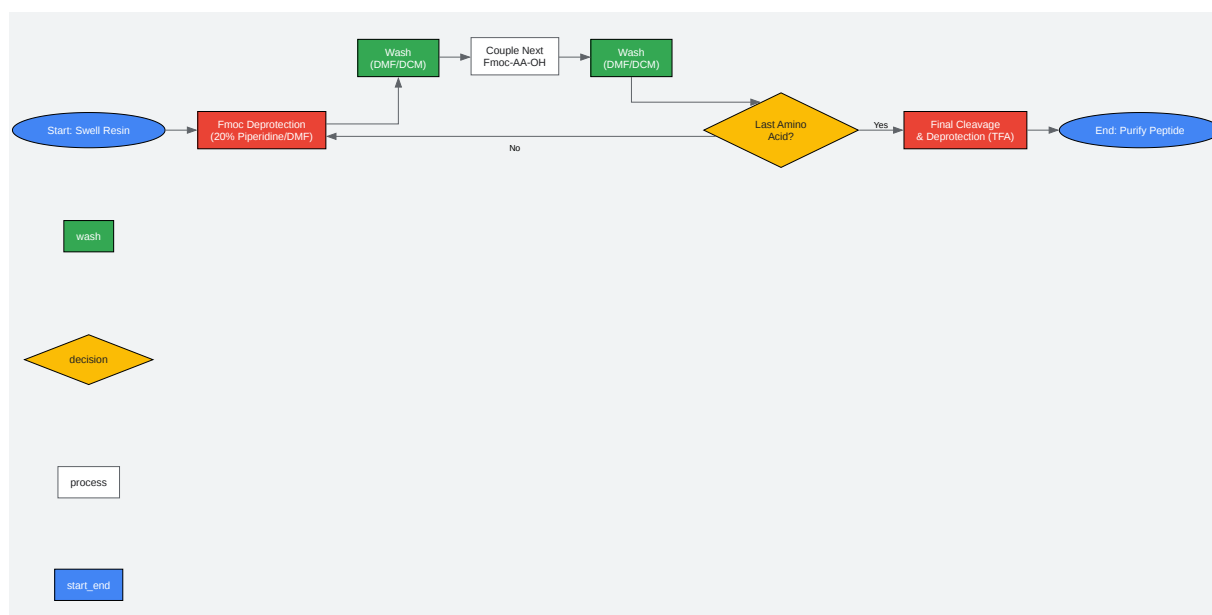 Wash
(DMF/DCM)
Couple Next
Fmoc-AA-OH
Wash
(DMF/DCM)
Start: Swell Resin
Fmoc Deprotection
(20% Piperidine/DMF)
No
Last Amino
Acid?
Yes
Final Cleavage
& Deprotection (TFA)
End: Purify Peptide
wash
decision
process
start_end